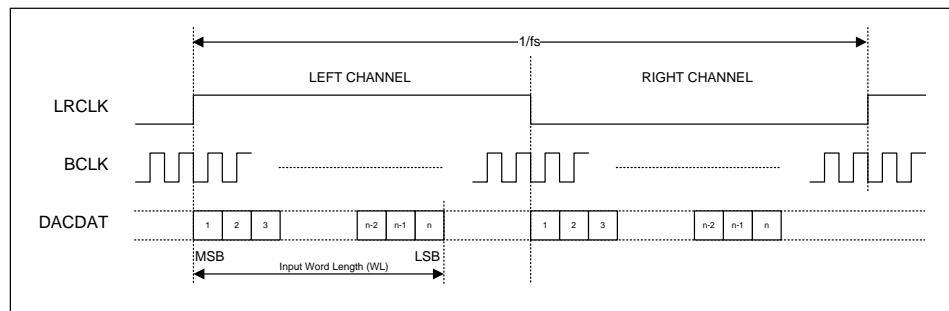 1/fs
LEFT CHANNEL RIGHT CHANNEL
LRCLK
BCLK
DACDAT
1 2 3 n-2 n-1 n 1 2 3 n-2 n-1 n
MSB LSB
Input Word Length (WL)